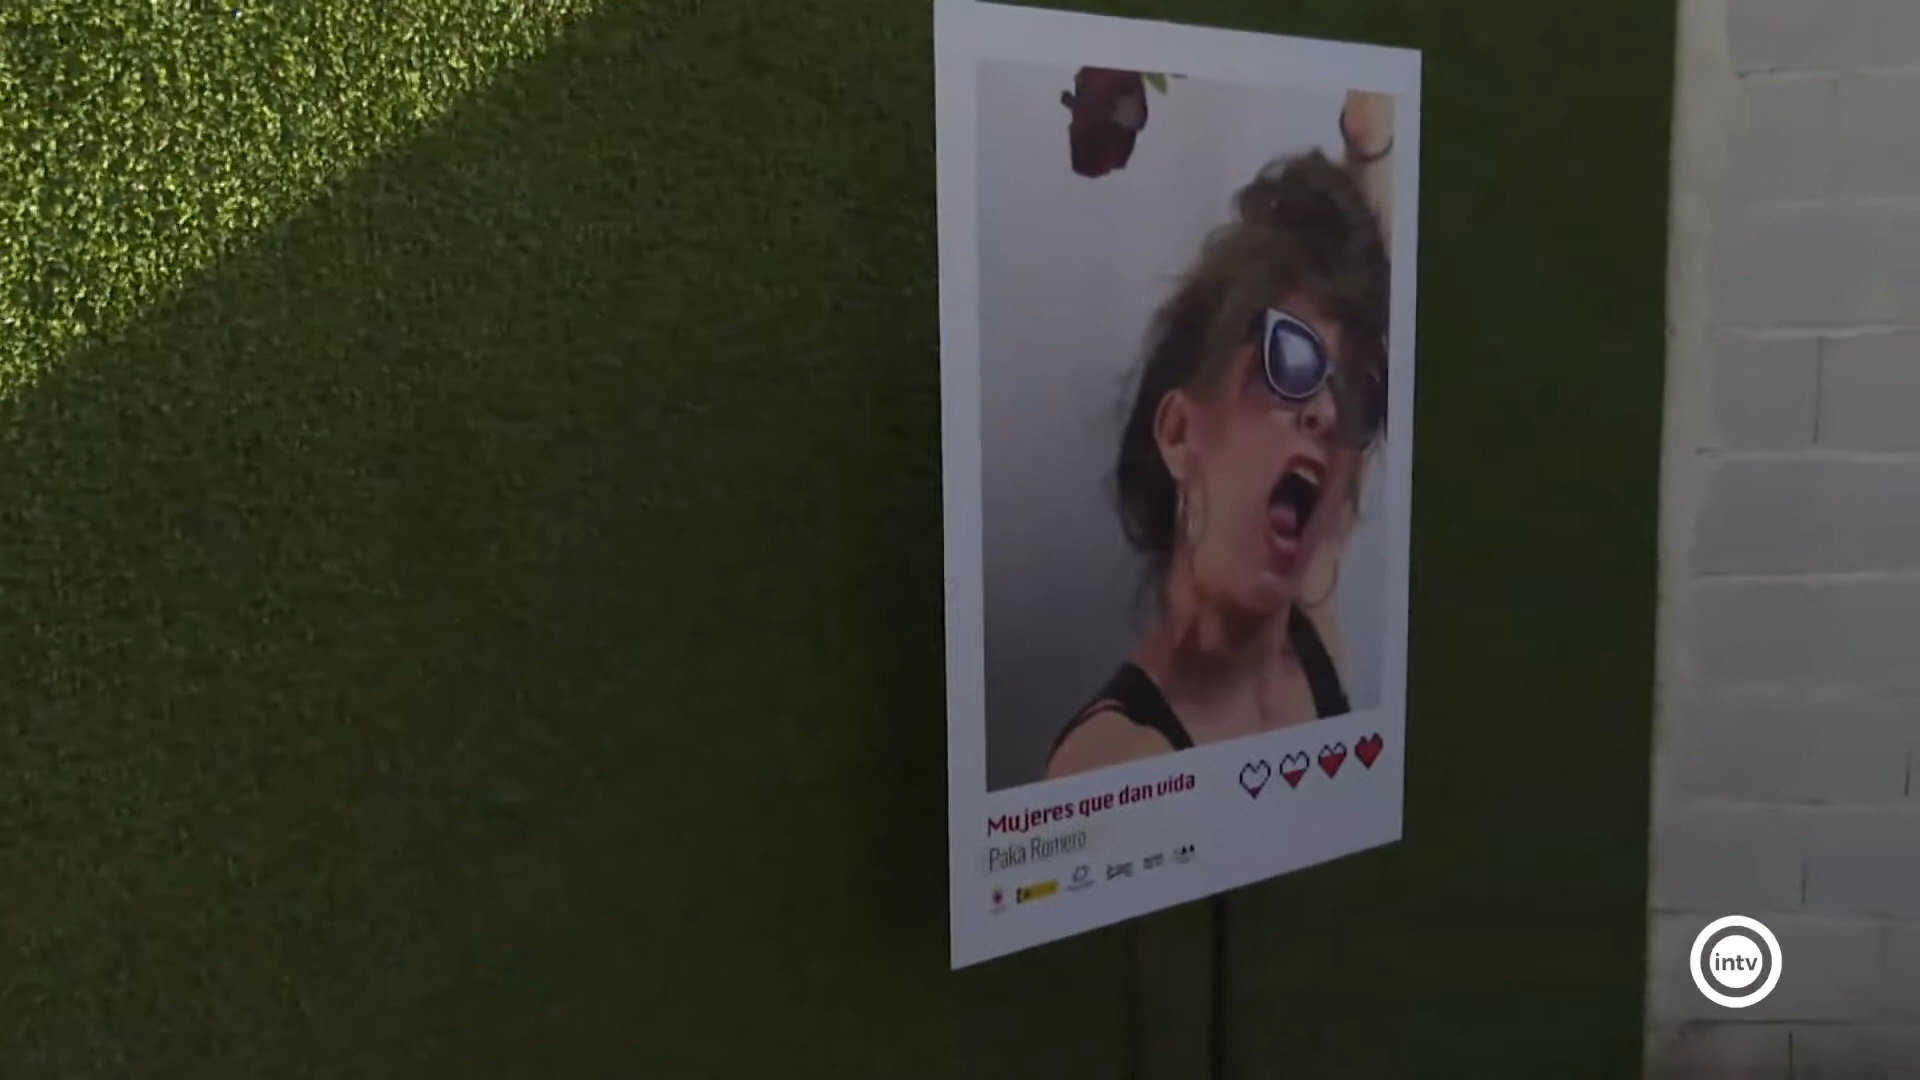 Mujeres que dan vida
Paka Romero
intv